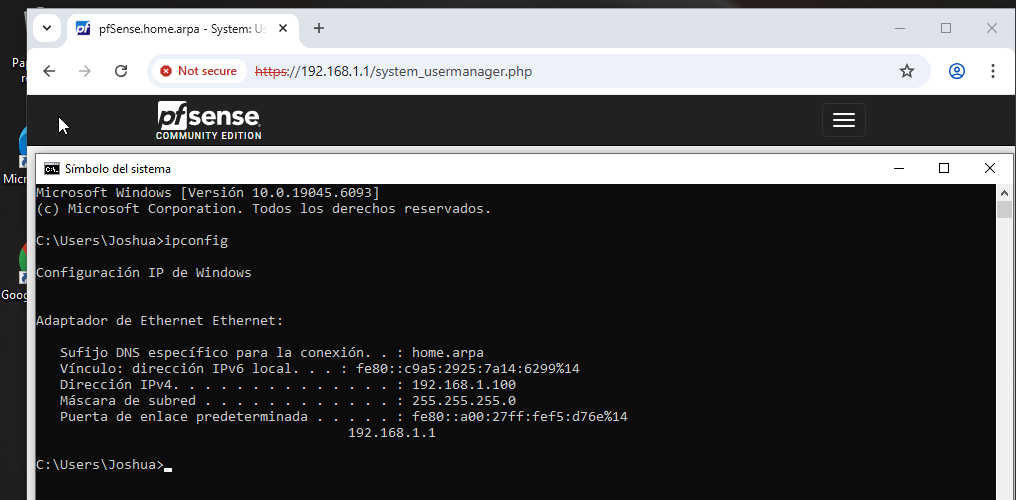 Pa
pfSense.home.arpa - System: Us
Not secure https://192.168.1.1/system_usermanager.php
pfsense
COMMUNITY EDITION
Micr
Goog
Símbolo del sistema
Microsoft Windows [Versión 10.0.19045.6093]
(c) Microsoft Corporation. Todos los derechos reservados.
C:\Users\Joshua>ipconfig
Configuración IP de Windows
Adaptador de Ethernet Ethernet:
Sufijo DNS específico para la conexión. . : home.arpa
Vínculo: dirección IPv6 local. . . : fe80::c9a5:2925:7a14:6299%14
Dirección IPv4. . . . . . . . . . . . . . : 192.168.1.100
Máscara de subred . . . . . . . . . . . . : 255.255.255.0
Puerta de enlace predeterminada . . . . . : fe80::a00:27ff:fef5:d76e%14
192.168.1.1
C:\Users\Joshua>